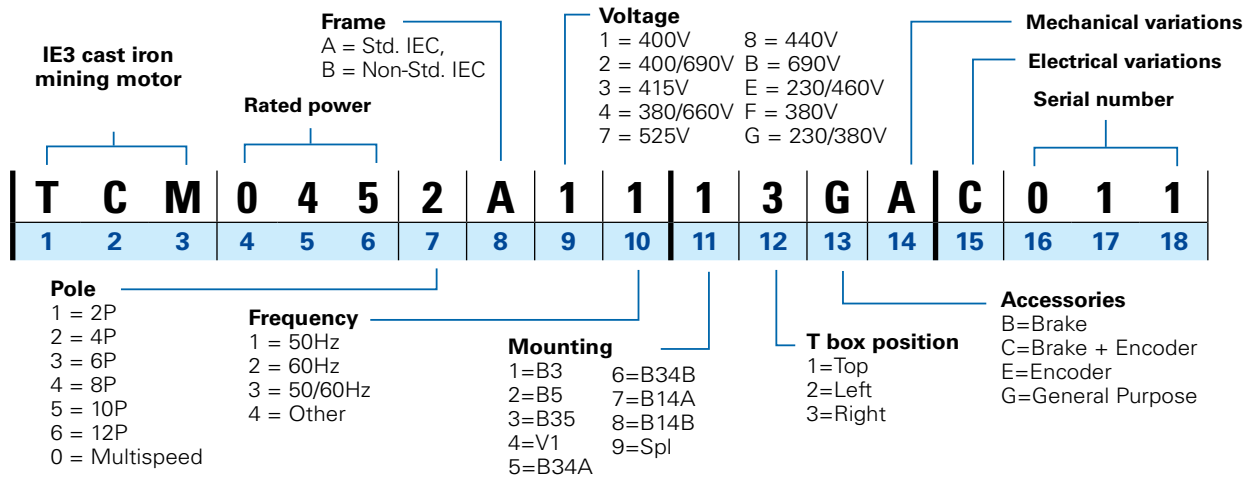 IE3 cast iron
mining motor
Rated power
Frame
A = Std. IEC,
B = Non-Std. IEC
Voltage
1 = 400V 8 = 440V
2 = 400/690V B = 690V
3 = 415V E = 230/460V
4 = 380/660V F = 380V
7 = 525V G = 230/380V
Mechanical variations
Electrical variations
Serial number
T C M 0 4 5 2 A 1 1 1 3 G A C 0 1 1
1 2 3 4 5 6 7 8 9 10 11 12 13 14 15 16 17 18
Pole
1 = 2P
2 = 4P
3 = 6P
4 = 8P
5 = 10P
6 = 12P
0 = Multispeed
Frequency
1 = 50Hz
2 = 60Hz
3 = 50/60Hz
4 = Other
Mounting
1=B3 6=B34B
2=B5 7=B14A
3=B35 8=B14B
4=V1 9=Spl
5=B34A
T box position
1=Top
2=Left
3=Right
Accessories
B=Brake
C=Brake + Encoder
E=Encoder
G=General Purpose